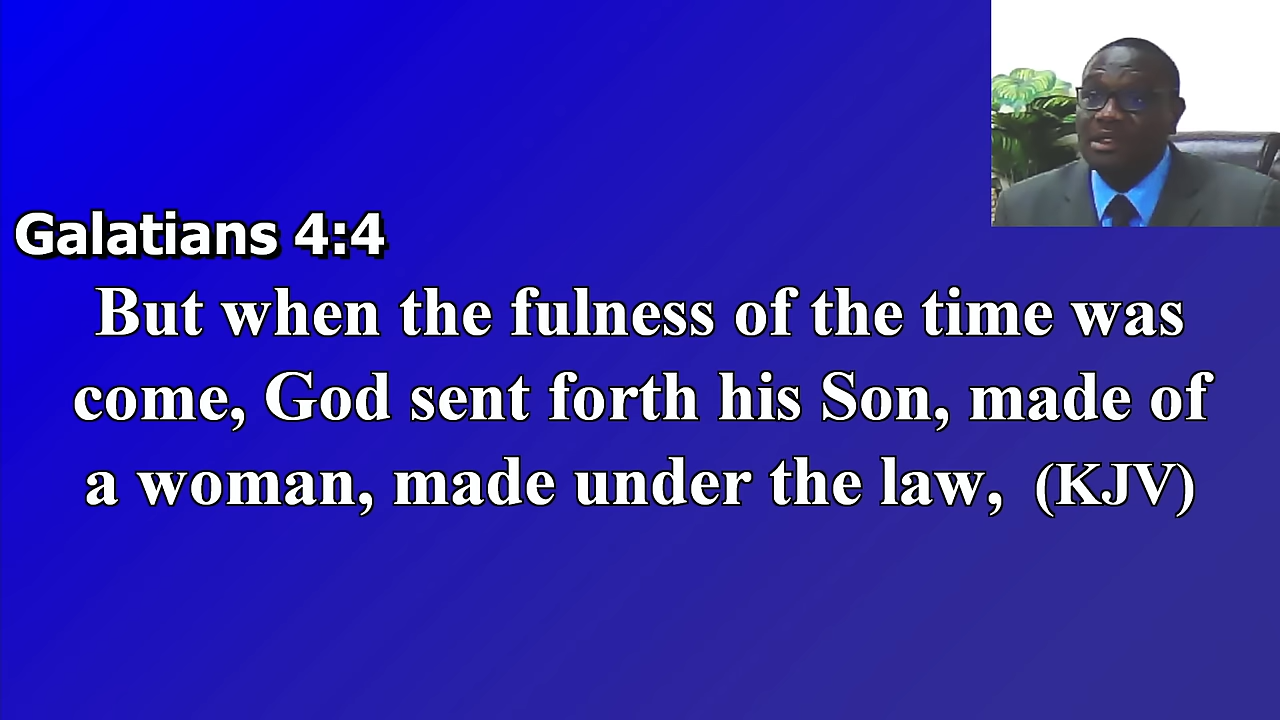 Galatians 4:4
But when the fulness of the time was
come, God sent forth his Son, made of
a woman, made under the law, (KJV)